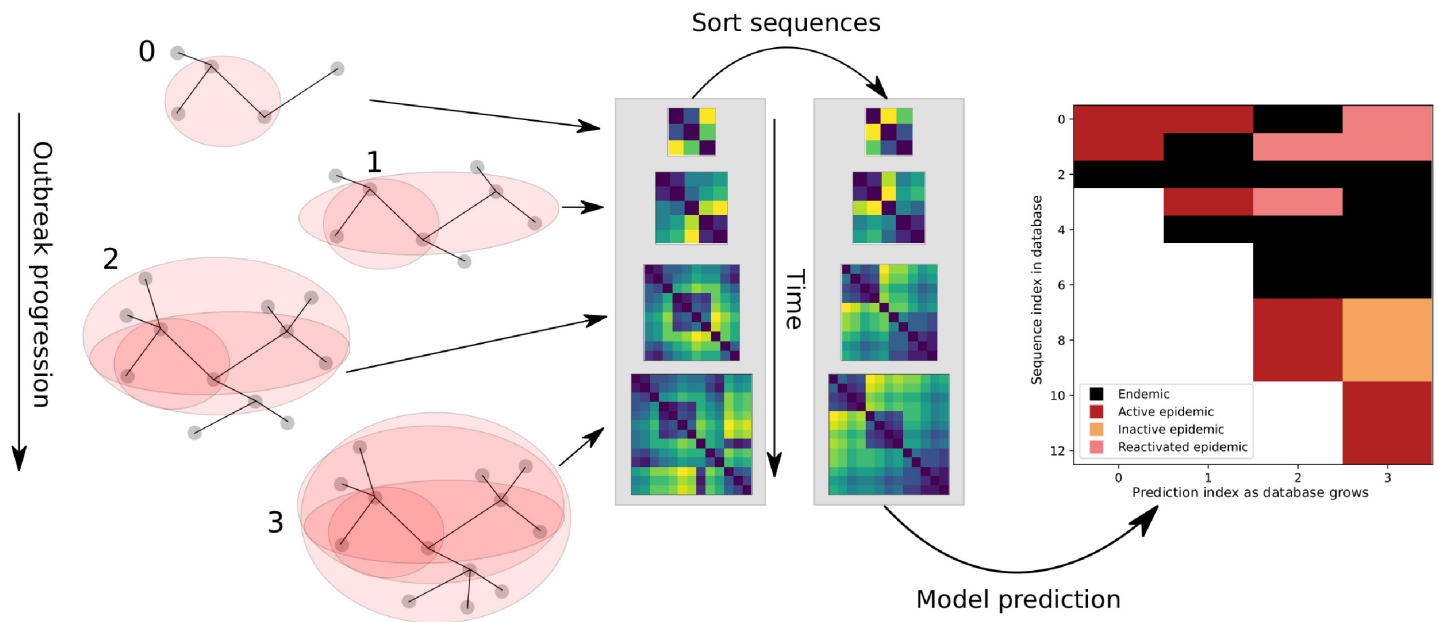 Sort sequences
0
1
2
3
Outbreak progression
Time
Model prediction
0
2
4
6
8
10
12
Sequence index in database
Endemic
Active epidemic
Inactive epidemic
Reactivated epidemic
0
1
2
3
Prediction index as database grows